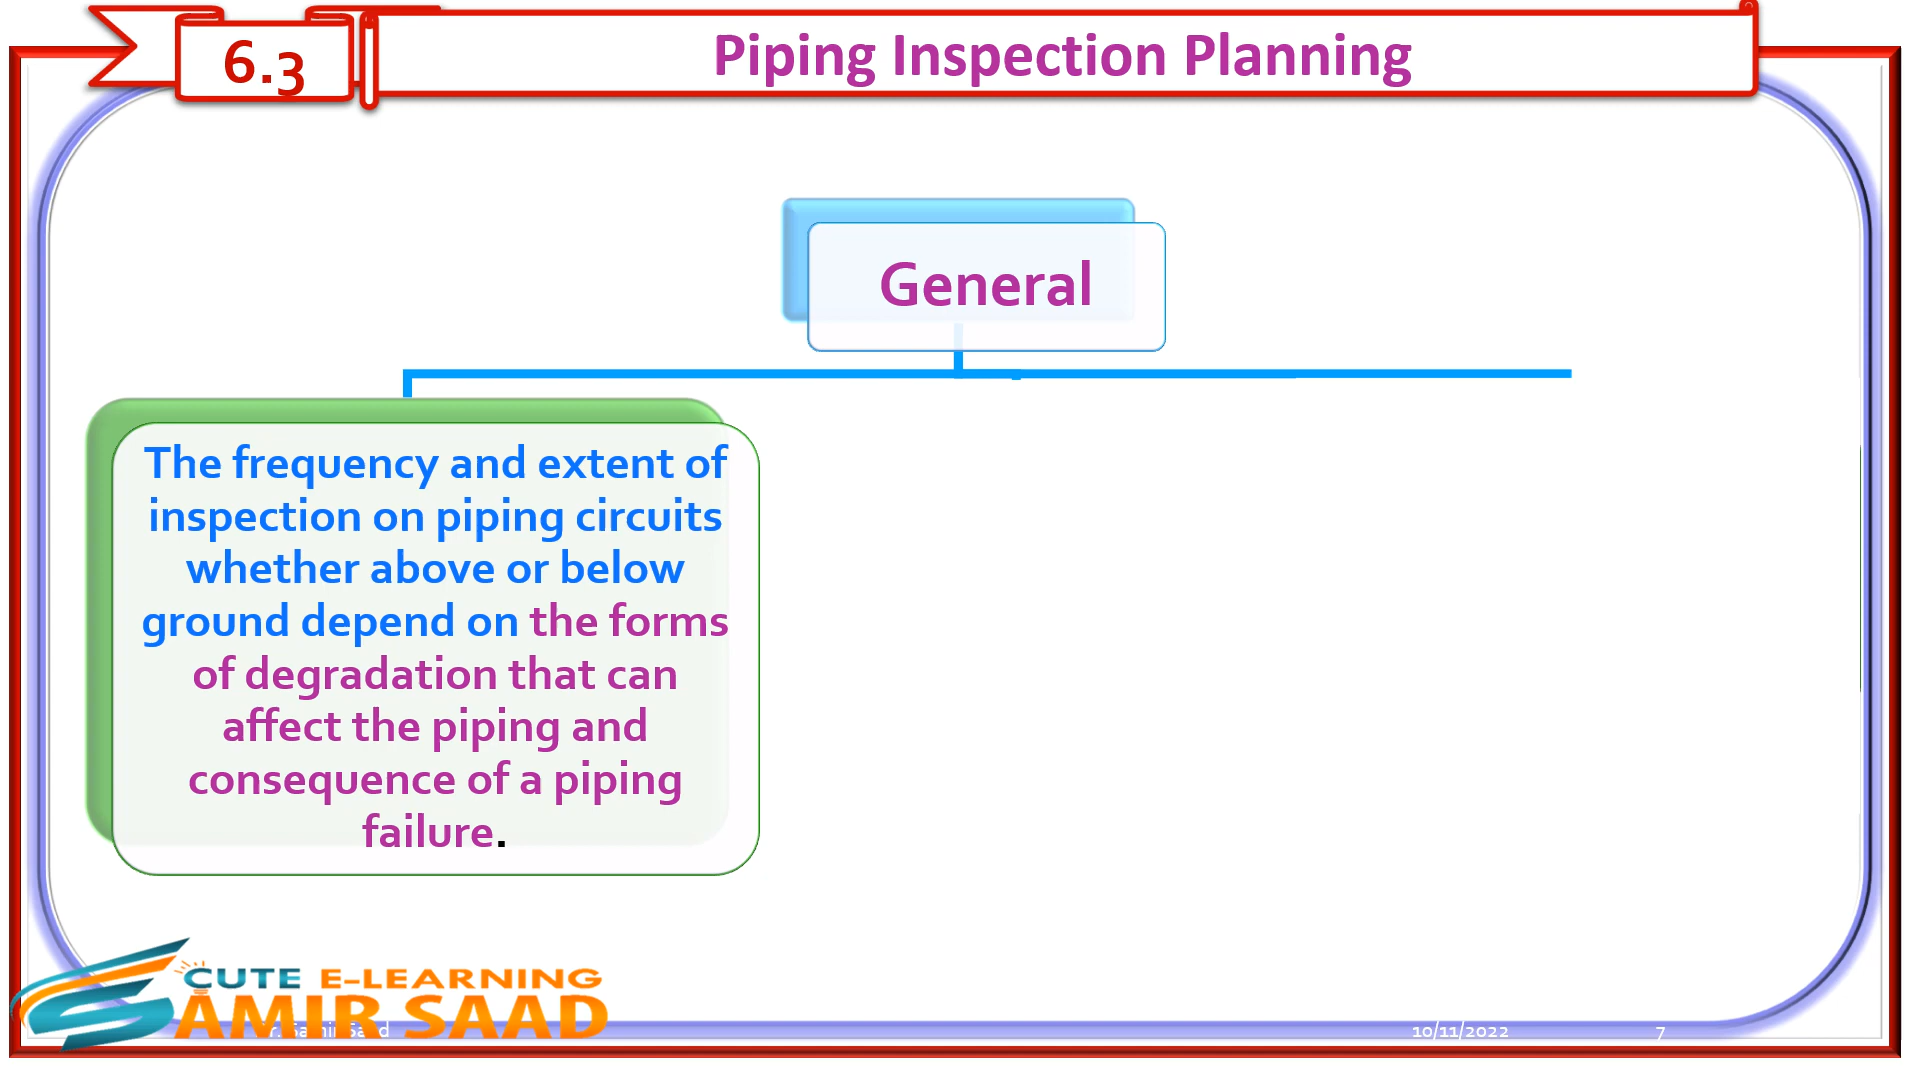 6.3
Piping Inspection Planning
General
The frequency and extent of
inspection on piping circuits
whether above or below
ground depend on the forms
of degradation that can
affect the piping and
consequence of a piping
failure.
CUTE E-LEARNING
SAMIR SAAD
10/11/2022
7